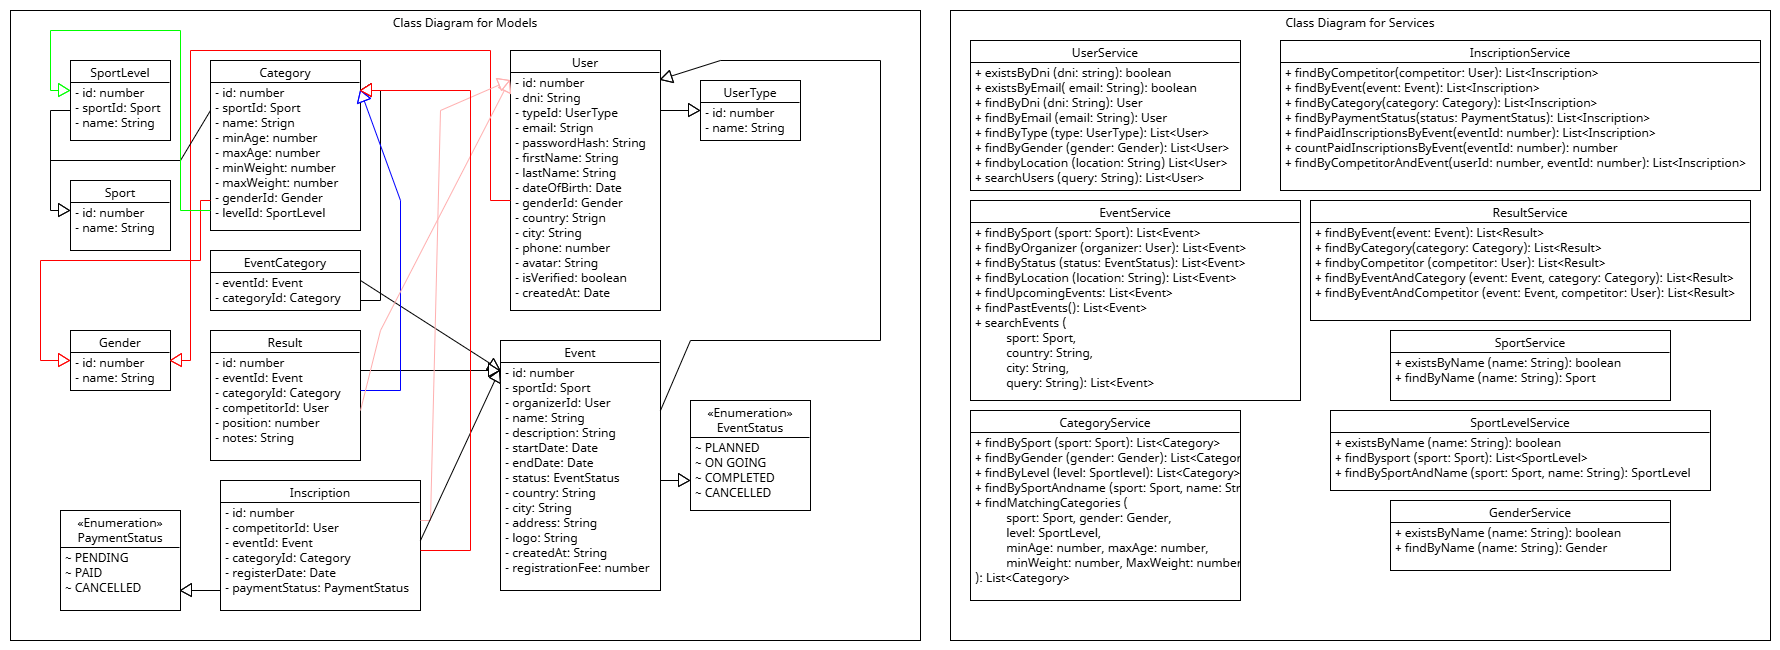 Class Diagram for Models
SportLevel
- id: number
- sportId: Sport
- name: String
Category
- id: number
- sportId: Sport
- name: Strign
- minAge: number
- maxAge: number
- minWeight: number
- maxWeight: number
- genderId: Gender
- levelId: SportLevel
User
- id: number
- dni: String
- typeId: UserType
- email: Strign
- passwordHash: String
- firstName: String
- lastName: String
- dateOfBirth: Date
- genderId: Gender
- country: Strign
- city: String
- phone: number
- avatar: String
- isVerified: boolean
- createdAt: Date
UserType
- id: number
- name: String
Sport
- id: number
- name: String
EventCategory
- eventId: Event
- categoryId: Category
Gender
- id: number
- name: String
Result
- id: number
- eventId: Event
- categoryId: Category
- competitorId: User
- position: number
- notes: String
Event
- id: number
- sportId: Sport
- organizerId: User
- name: String
- description: String
- startDate: Date
- endDate: Date
- status: EventStatus
- country: String
- city: String
- address: String
- logo: String
- createdAt: String
- registrationFee: number
«Enumeration»
EventStatus
~ PLANNED
~ ON GOING
~ COMPLETED
~ CANCELLED
Inscription
- id: number
- competitorId: User
- eventId: Event
- categoryId: Category
- registerDate: Date
- paymentStatus: PaymentStatus
«Enumeration»
PaymentStatus
~ PENDING
~ PAID
~ CANCELLED
Class Diagram for Services
UserService
+ existsByDni (dni: string): boolean
+ existsByEmail( email: String): boolean
+ findByDni (dni: String): User
+ findByEmail (email: String): User
+ findByType (type: UserType): List<User>
+ findByGender (gender: Gender): List<User>
+ findbyLocation (location: String) List<User>
+ searchUsers (query: String): List<User>
InscriptionService
+ findByCompetitor(competitor: User): List<Inscription>
+ findByEvent(event: Event): List<Inscription>
+ findByCategory(category: Category): List<Inscription>
+ findByPaymentStatus(status: PaymentStatus): List<Inscription>
+ findPaidInscriptionsByEvent(eventId: number): List<Inscription>
+ countPaidInscriptionsByEvent(eventId: number): number
+ findByCompetitorAndEvent(userId: number, eventId: number): List<Inscription>
EventService
+ findBySport (sport: Sport): List<Event>
+ findByOrganizer (organizer: User): List<Event>
+ findByStatus (status: EventStatus): List<Event>
+ findByLocation (location: String): List<Event>
+ findUpcomingEvents: List<Event>
+ findPastEvents(): List<Event>
+ searchEvents (
sport: Sport,
country: String,
city: String,
query: String): List<Event>
ResultService
+ findByEvent(event: Event): List<Result>
+ findByCategory(category: Category): List<Result>
+ findbyCompetitor (competitor: User): List<Result>
+ findByEventAndCategory (event: Event, category: Category): List<Result>
+ findByEventAndCompetitor (event: Event, competitor: User): List<Result>
SportService
+ existsByName (name: String): boolean
+ findByName (name: String): Sport
CategoryService
+ findBySport (sport: Sport): List<Category>
+ findByGender (gender: Gender): List<Categor
+ findByLevel (level: Sportlevel): List<Category>
+ findBySportAndname (sport: Sport, name: Str
+ findMatchingCategories (
sport: Sport, gender: Gender,
level: SportLevel,
minAge: number, maxAge: number,
minWeight: number, MaxWeight: number
): List<Category>
SportLevelService
+ existsByName (name: String): boolean
+ findBysport (sport: Sport): List<SportLevel>
+ findBySportAndName (sport: Sport, name: String): SportLevel
GenderService
+ existsByName (name: String): boolean
+ findByName (name: String): Gender